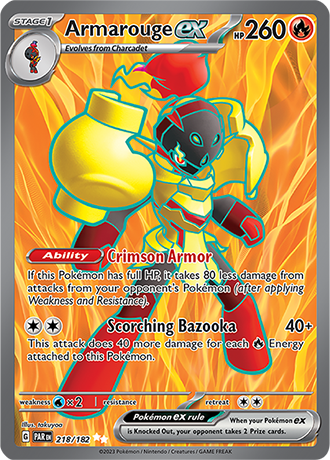 STAGE 1
Armarouge ex
HP 260
Evolves from Charcadet
Ability Crimson Armor
If this Pokémon has full HP, it takes 80 less damage from
attacks from your opponent's Pokémon (after applying
Weakness and Resistance).
Scorching Bazooka 40+
This attack does 40 more damage for each Energy
attached to this Pokémon.
weakness ×2 resistance retreat
Pokémon ex rule
When your Pokémon ex
is Knocked Out, your opponent takes 2 Prize cards.
Illus. takuyoa
G PAR EN 218/182
©2023 Pokémon / Nintendo / Creatures / GAME FREAK